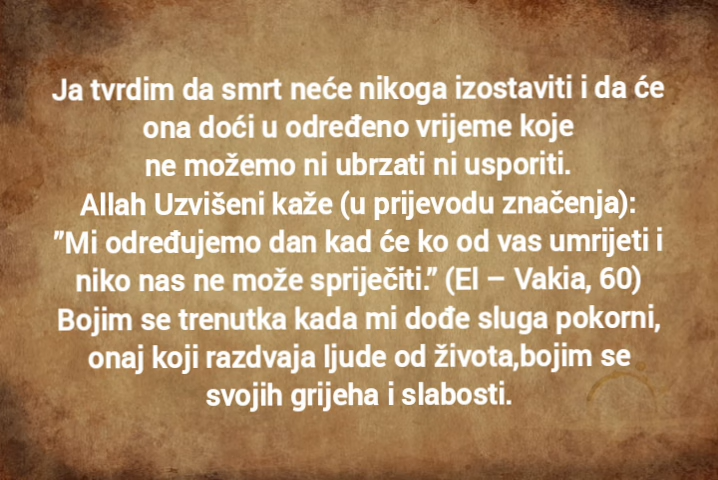 Ja tvrdim da smrt neće nikoga izostaviti i da će
ona doći u određeno vrijeme koje
ne možemo ni ubrzati ni usporiti.
Allah Uzvišeni kaže (u prijevodu značenja):
”Mi određujemo dan kad će ko od vas umrijeti i
niko nas ne može spriječiti.” (El – Vakia, 60)
Bojim se trenutka kada mi dođe sluga pokorni,
onaj koji razdvaja ljude od života,bojim se
svojih grijeha i slabosti.